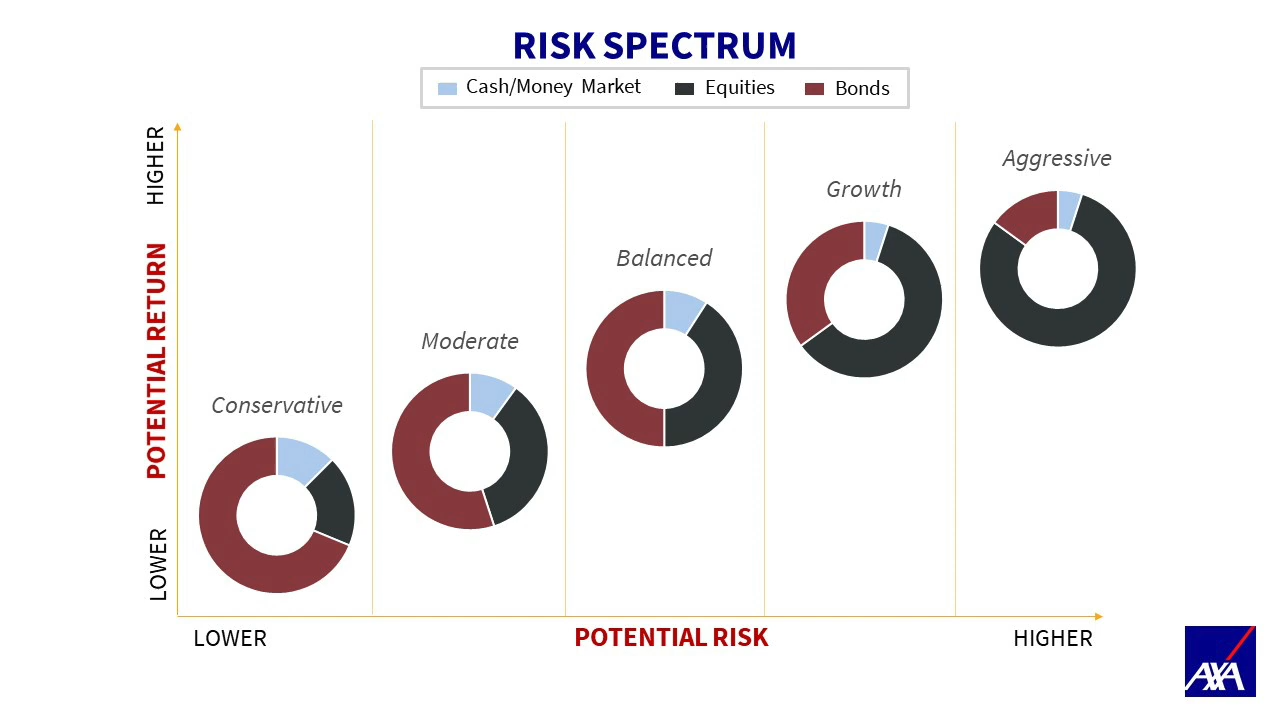 RISK SPECTRUM
Cash/Money Market Equities Bonds
HIGHER
POTENTIAL RETURN
LOWER
Conservative
Moderate
Balanced
Growth
Aggressive
LOWER POTENTIAL RISK HIGHER
AXA